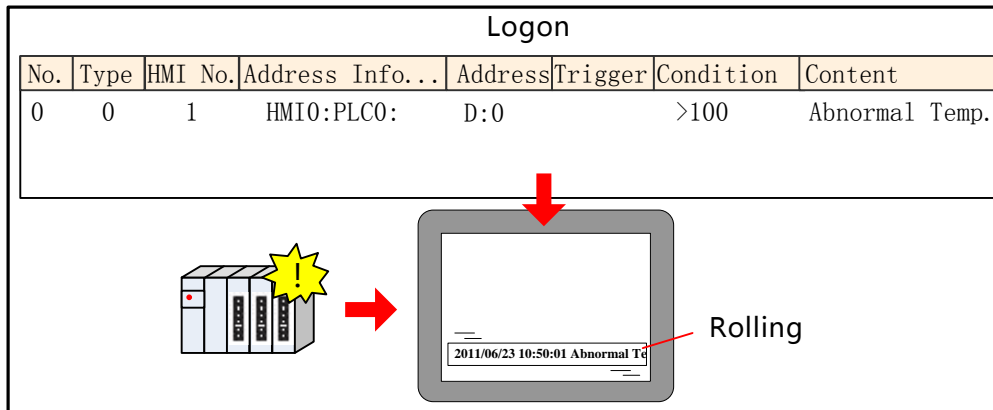 Logon
No. Type HMI No. Address Info... Address Trigger Condition Content
0 0 1 HMI0:PLC0: D:0 >100 Abnormal Temp.
!
Rolling
2011/06/23 10:50:01 Abnormal Te